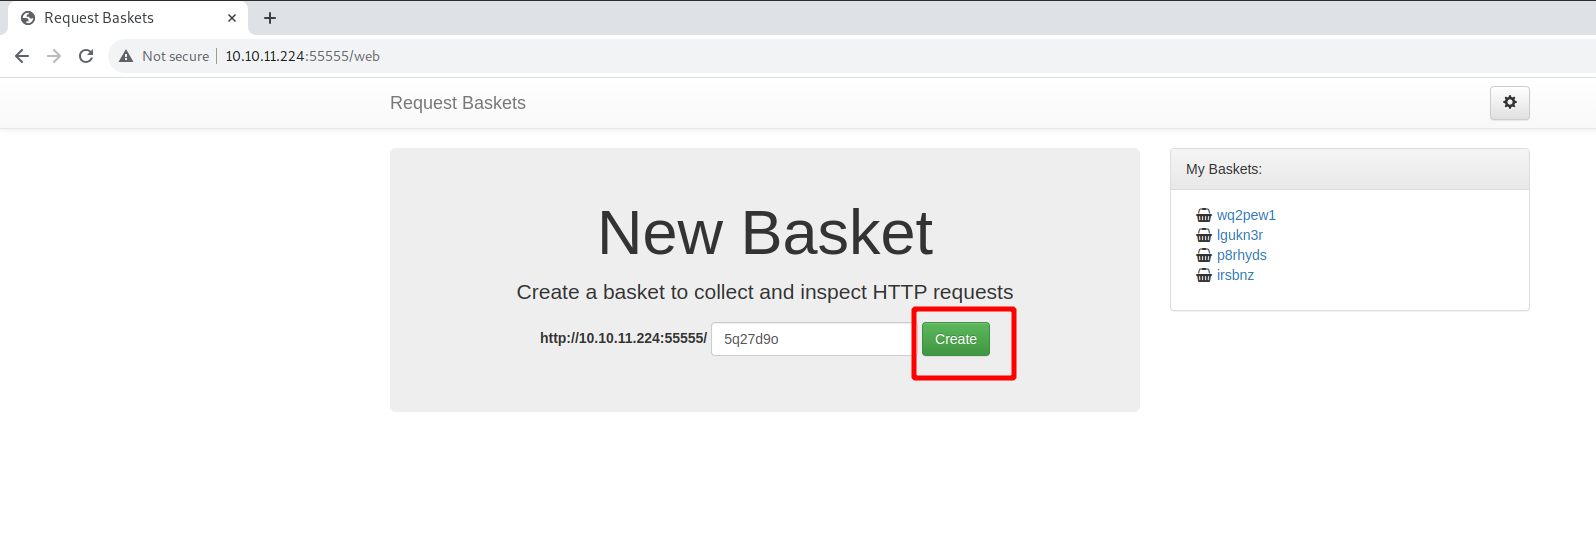 Request Baskets
Not secure 10.10.11.224:55555/web
Request Baskets
New Basket
Create a basket to collect and inspect HTTP requests
http://10.10.11.224:55555/ 5q27d9o Create
My Baskets:
wq2pew1
lgukn3r
p8rhyds
irsbnz